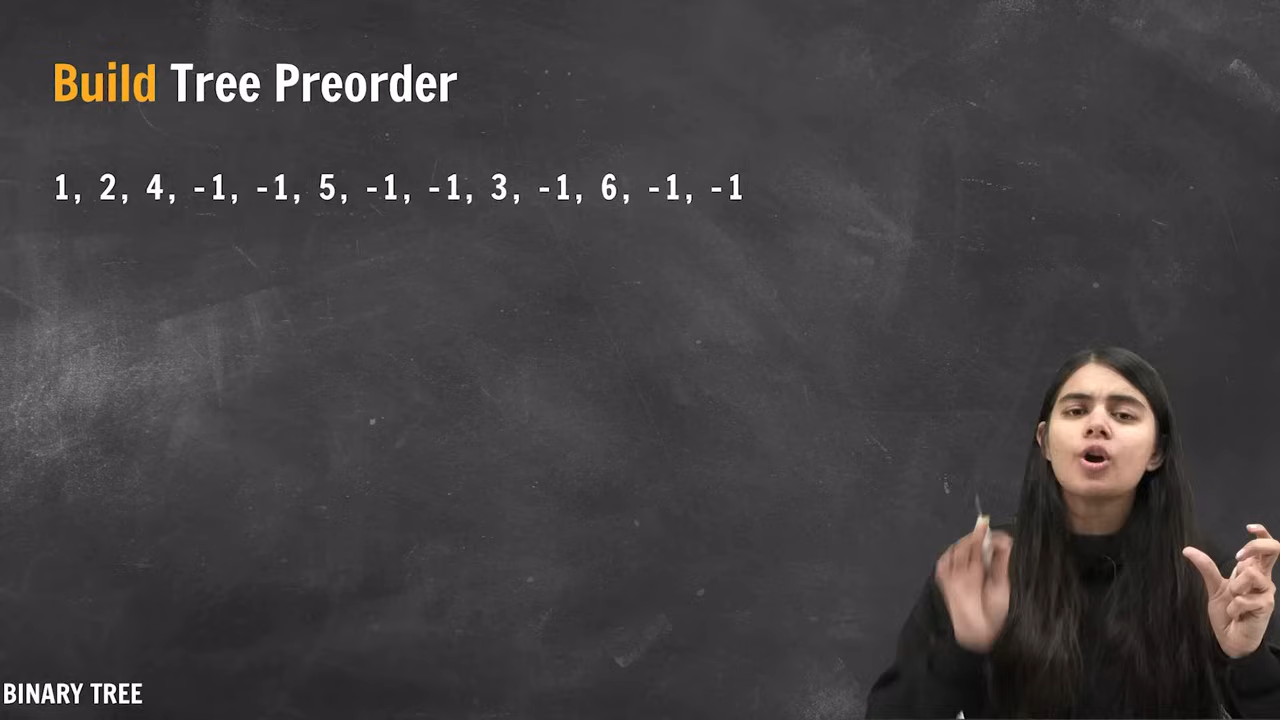 Build Tree Preorder
1, 2, 4, -1, -1, 5, -1, -1, 3, -1, 6, -1, -1
BINARY TREE